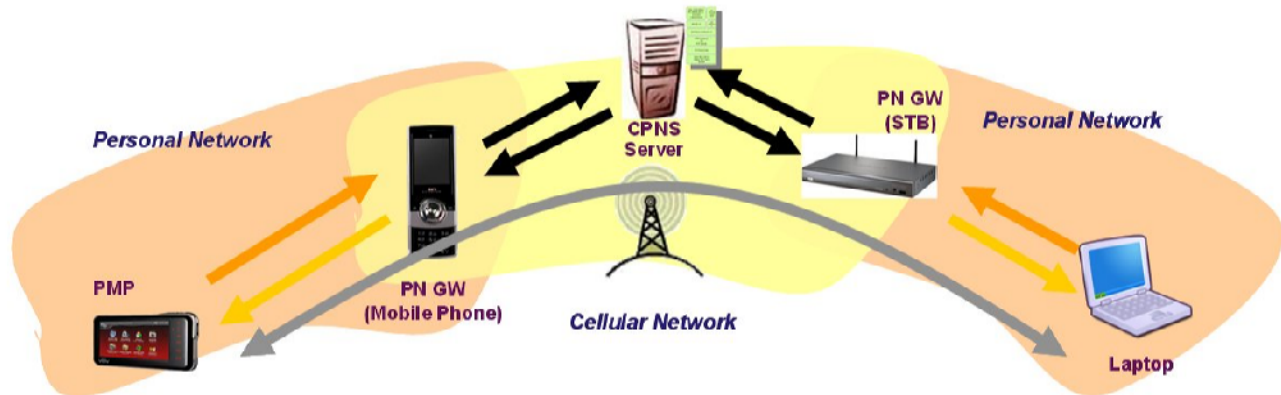 CPNS
Server
PN GW
(STB)
Personal Network
Personal Network
PMP
PN GW
(Mobile Phone)
Cellular Network
Laptop